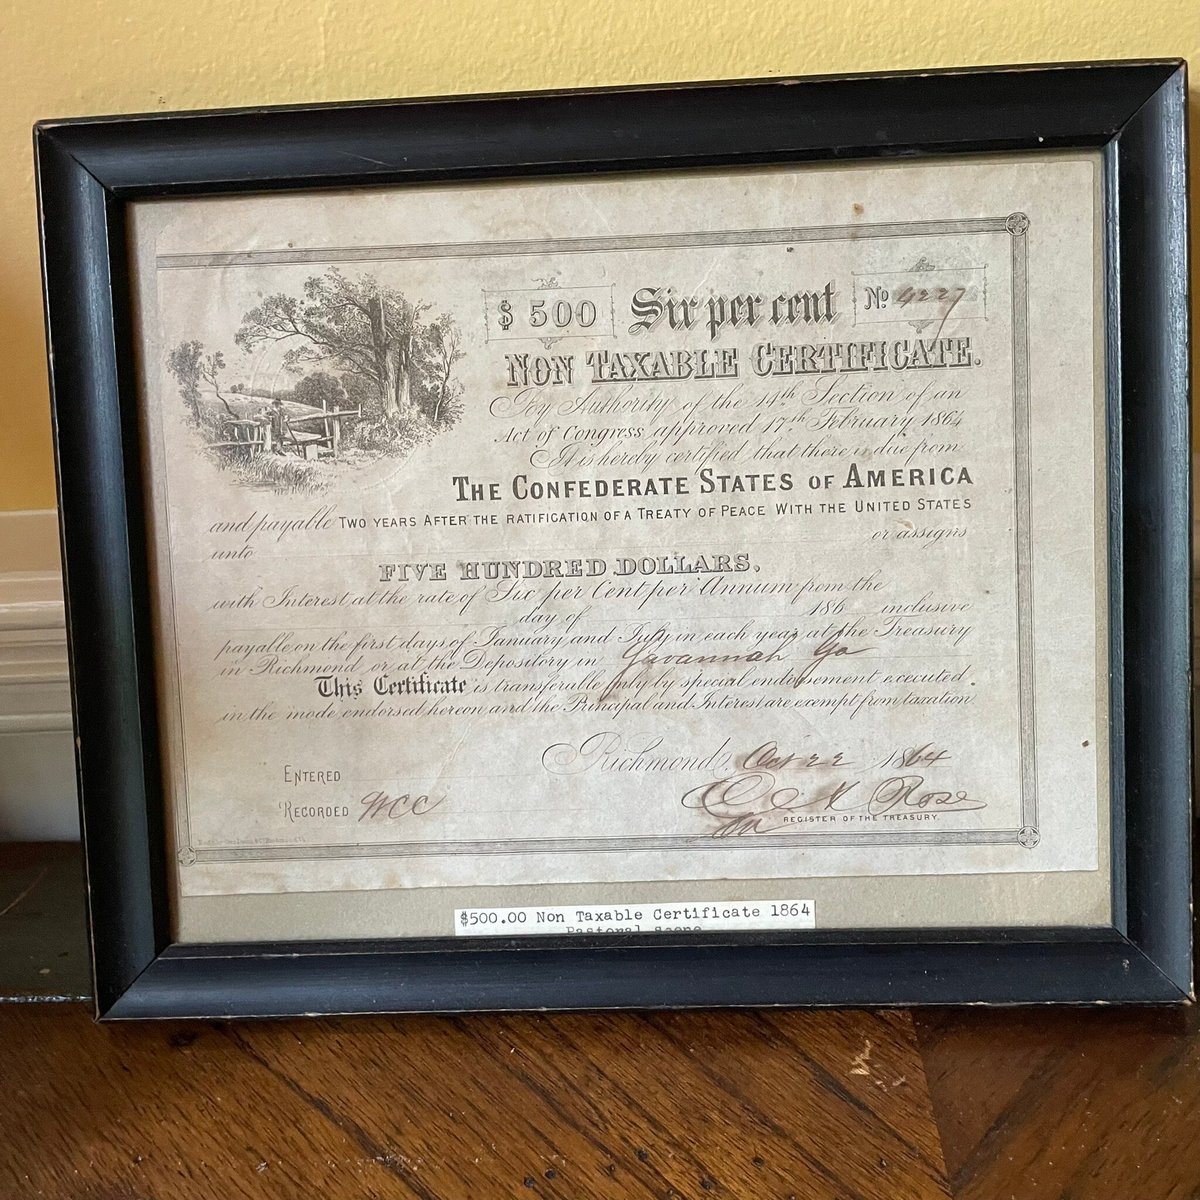 $ 500 Six per cent Nº 4227
NON TAXABLE CERTIFICATE.
By Authority of the 14th Section of an
Act of Congress approved 17th February 1864
It is hereby certified that there is due from
THE CONFEDERATE STATES OF AMERICA
and payable TWO YEARS AFTER THE RATIFICATION OF A TREATY OF PEACE WITH THE UNITED STATES
unto or assigns
FIVE HUNDRED DOLLARS.
with Interest at the rate of Six per Cent per Annum from the
day of 186 inclusive
payable on the first days of January and July in each year, at the Treasury
in Richmond or at the Depository in Savannah Ga
This Certificate is transferable only by special endorsement executed
in the mode endorsed hereon and the Principal and Interest are exempt from taxation.
Richmond, Oct 22 1864
ENTERED
RECORDED WCC
Rose
REGISTER OF THE TREASURY.
$500.00 Non Taxable Certificate 1864
Pastoral Scene